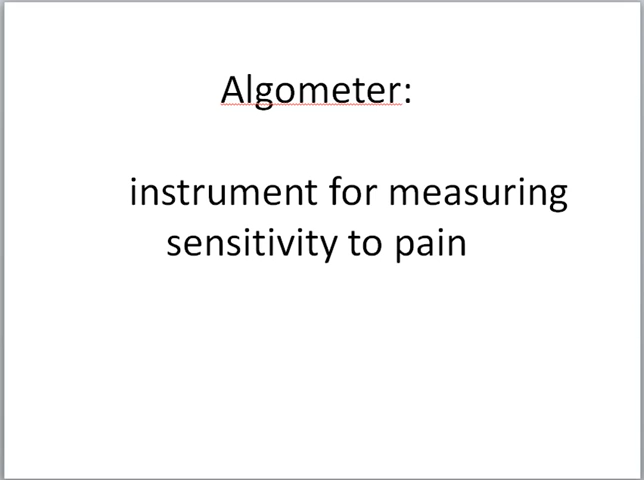 Algometer:
instrument for measuring
sensitivity to pain